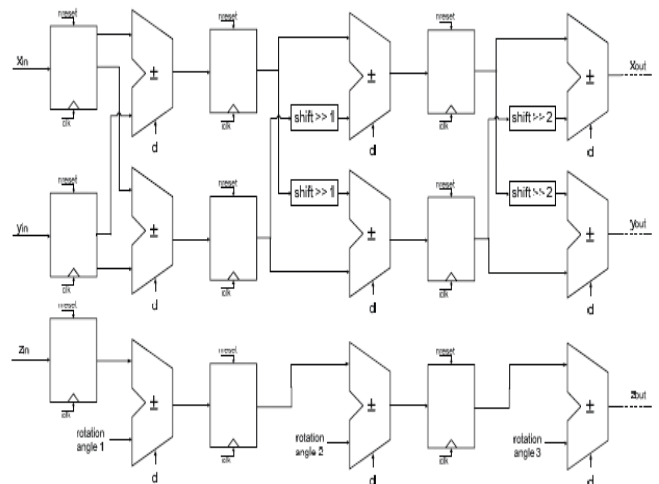 nreset
nreset
nreset
xin
±
±
±
xout
clk
clk
clk
shift >> 1
shift >> 2
d
d
d
nreset
nreset
nreset
shift >> 1
shift >> 2
yin
±
±
±
yout
clk
clk
clk
d
d
d
nreset
nreset
nreset
zin
±
±
±
zout
clk
clk
clk
rotation
angle 1
rotation
angle 2
rotation
angle 3
d
d
d